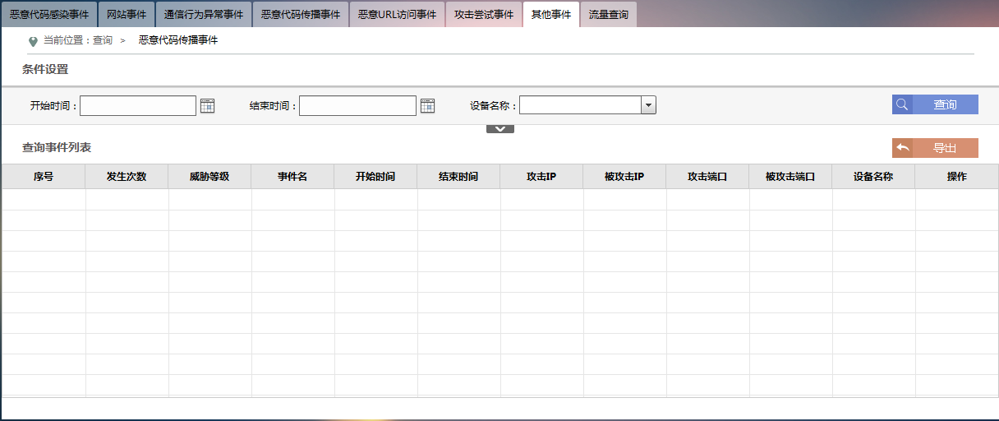 恶意代码感染事件 网站事件 通信行为异常事件 恶意代码传播事件 恶意URL访问事件 攻击尝试事件 其他事件 流量查询
当前位置：查询 > 恶意代码传播事件
条件设置
开始时间： 结束时间： 设备名称： 查询
查询事件列表 导出
序号 发生次数 威胁等级 事件名 开始时间 结束时间 攻击IP 被攻击IP 攻击端口 被攻击端口 设备名称 操作